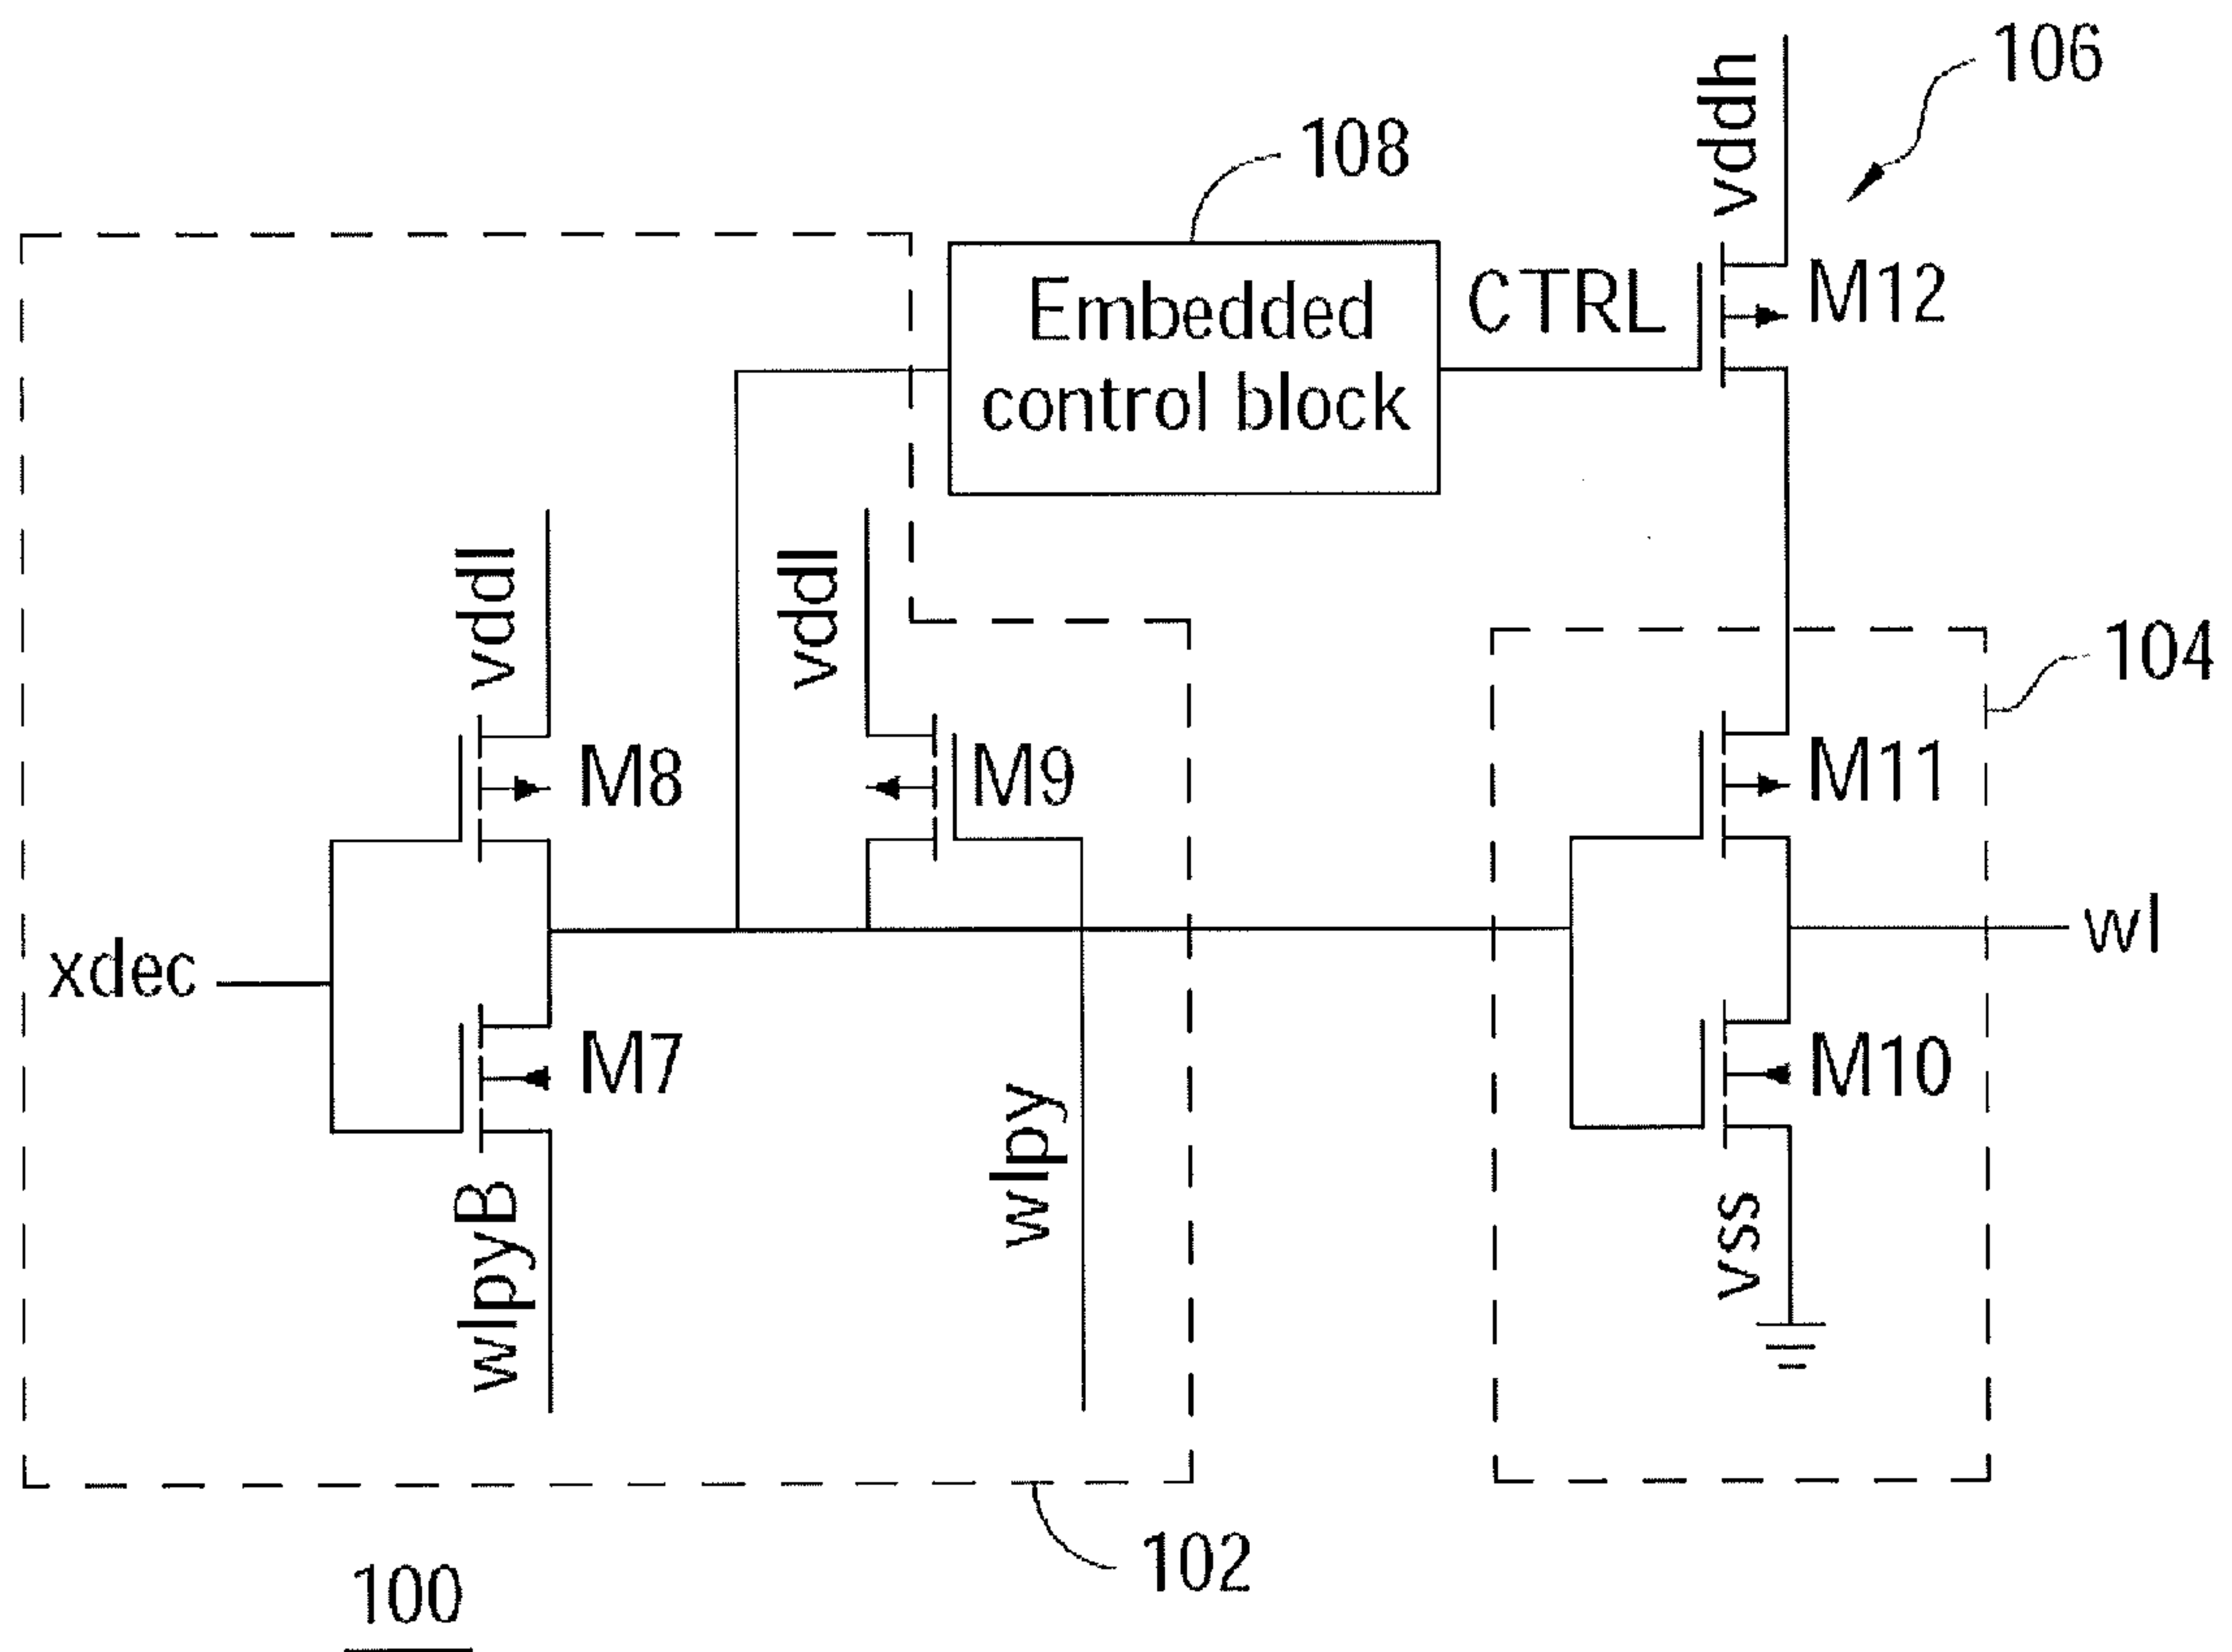 106
vddh
108
Embedded
control block
CTRL
M12
vddl
vddl
104
M8
M9
M11
xdec
wl
M7
M10
wlpyB
wlpy
vss
102
100